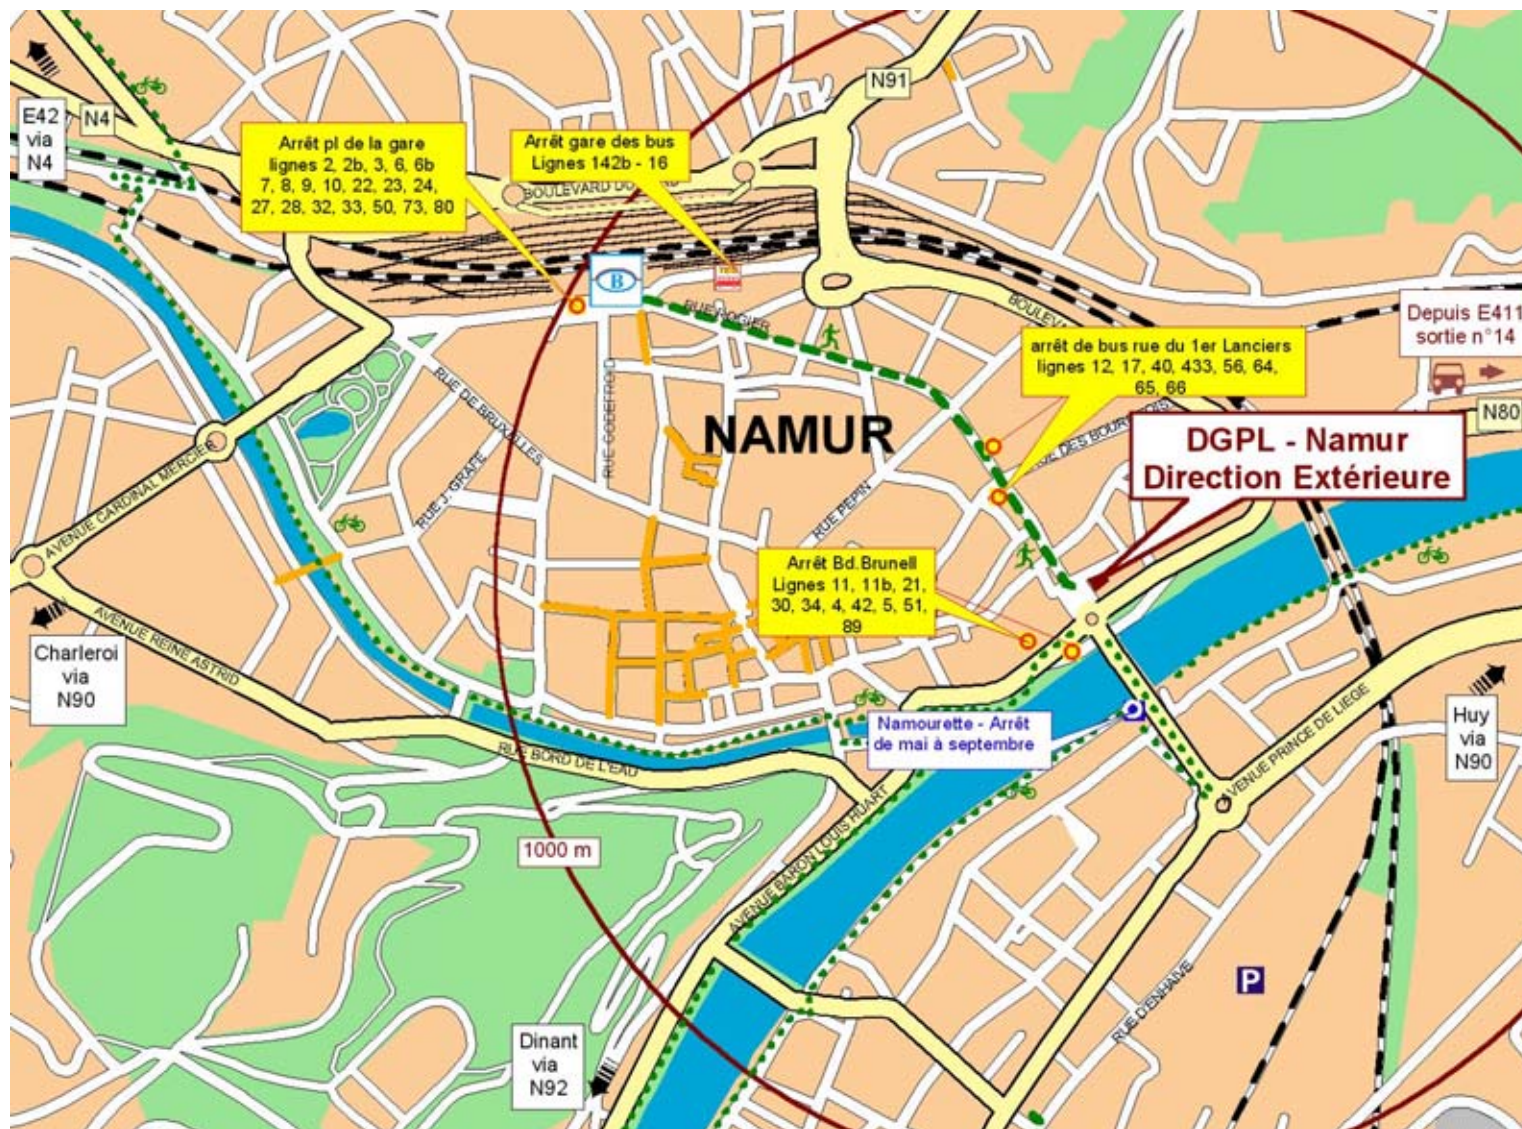 N91
E42
via
N4
N4
Arrêt pl de la gare
lignes 2, 2b, 3, 6, 6b
7, 8, 9, 10, 22, 23, 24,
27, 28, 32, 33, 50, 73, 80
Arrêt gare des bus
Lignes 142b - 16
BOULEVARD DU
B
RUE ROGIER
BOULEVA
Depuis E411
sortie n°14
arrêt de bus rue du 1er Lanciers
lignes 12, 17, 40, 433, 56, 64,
65, 66
N80
RUE DE BRUXELLES
RUE GODEFROID
NAMUR
DES BOURGEOIS
DGPL - Namur
Direction Extérieure
AVENUE CARDINAL MERCIER
RUE J. GRAFE
RUE PEPIN
Arrêt Bd.Brunell
Lignes 11, 11b, 21,
30, 34, 4, 42, 5, 51,
89
AVENUE REINE ASTRID
Charleroi
via
N90
Namourette - Arrêt
de mai à septembre
Huy
via
N90
RUE BORD DE L'EAU
AVENUE PRINCE DE LIEGE
1000 m
AVENUE BARON LOUIS HUART
P
RUE D'ENHAIVE
Dinant
via
N92